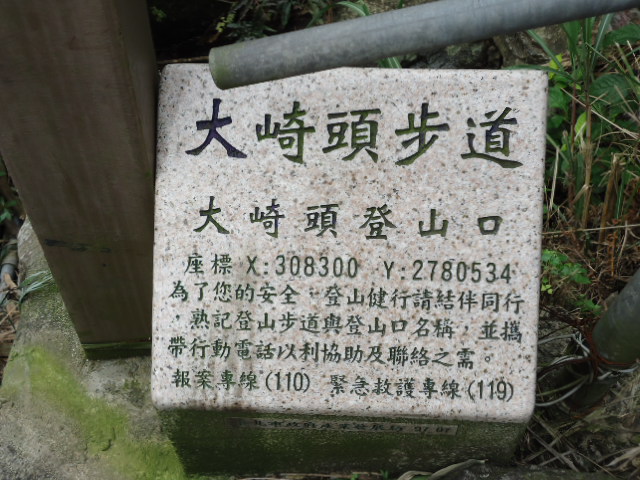 大崎頭步道
大崎頭登山口
座標 X:308300 Y:2780534
為了您的安全，登山健行請結伴同行
，熟記登山步道與登山口名稱，並攜
帶行動電話以利協助及聯絡之需。
報案專線(110) 緊急救護專線(119)